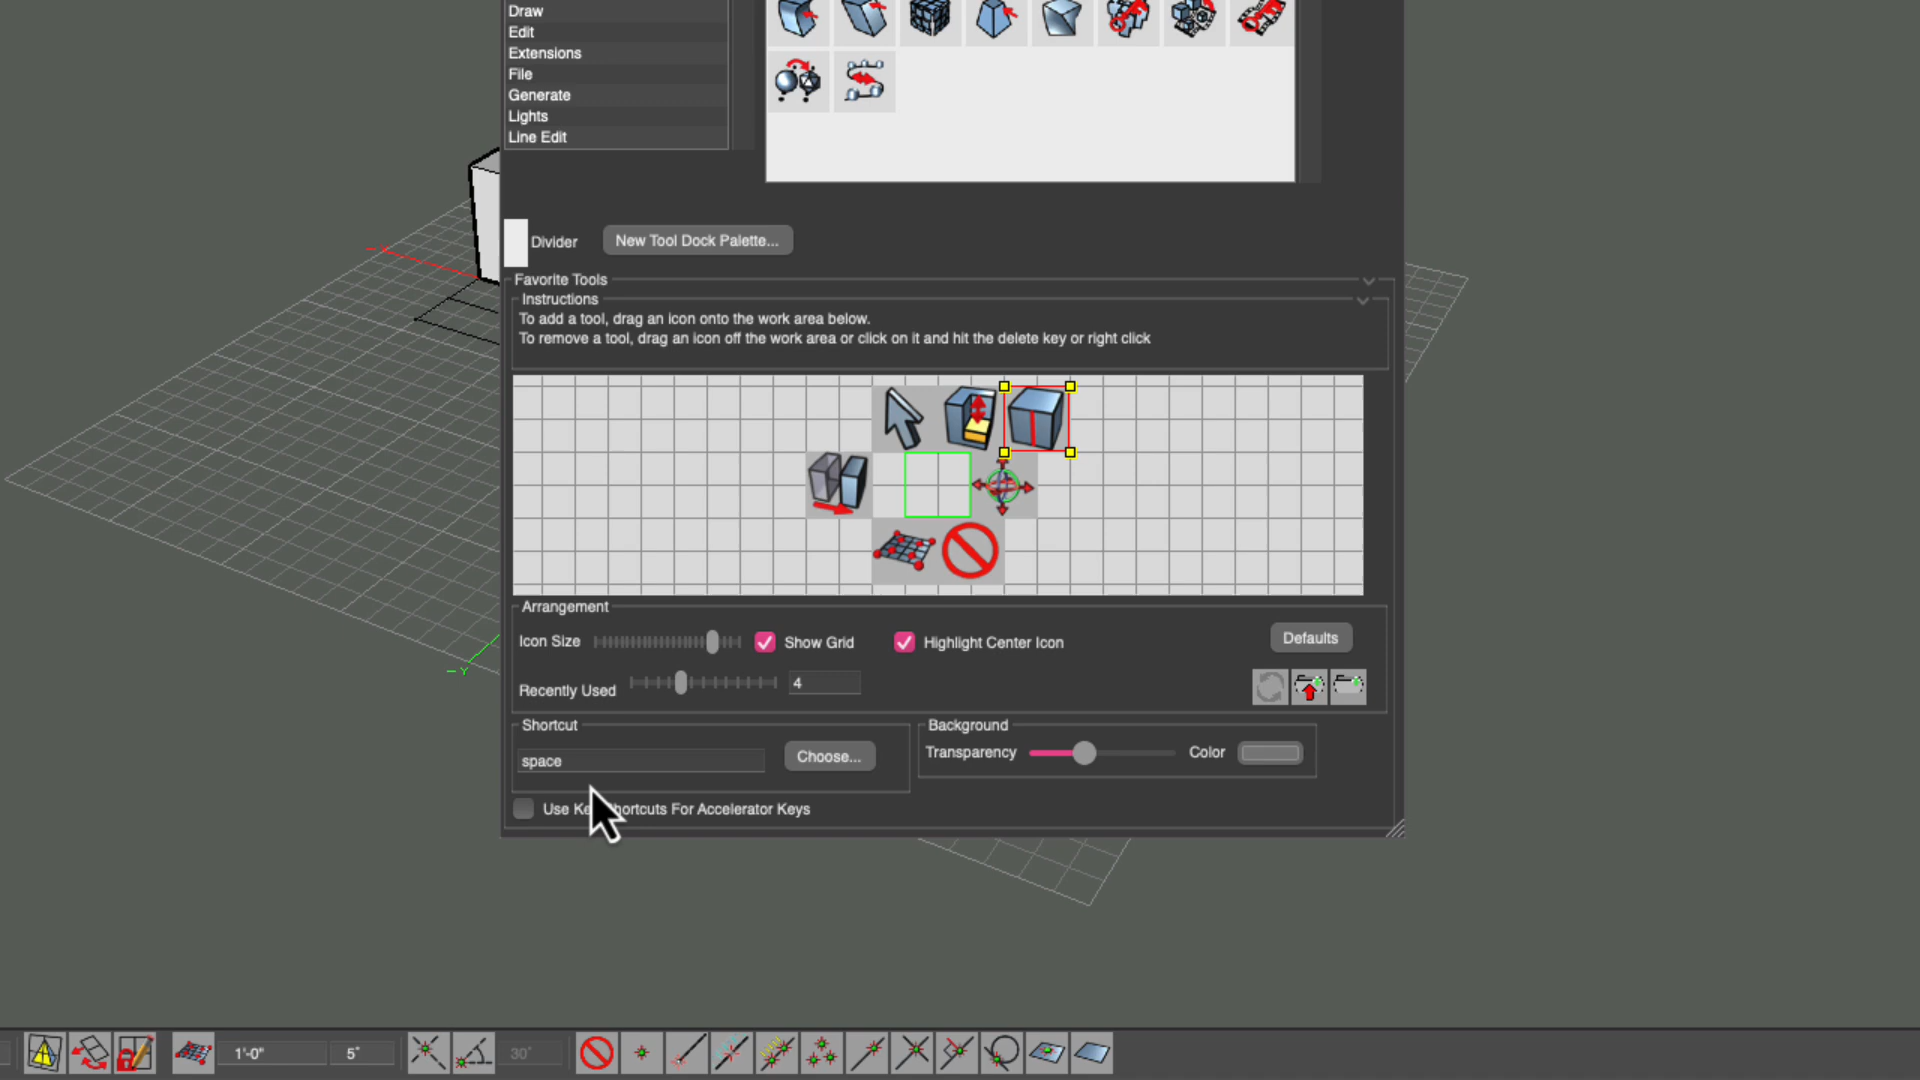 Draw
Edit
Extensions
File
Generate
Lights
Line Edit
Divider
New Tool Dock Palette...
Favorite Tools
Instructions
To add a tool, drag an icon onto the work area below.
To remove a tool, drag an icon off the work area or click on it and hit the delete key or right click
Arrangement
Icon Size
Show Grid
Highlight Center Icon
Defaults
Recently Used
4
Shortcut
space
Choose...
Background
Transparency
Color
Use Key Shortcuts For Accelerator Keys
-Y
1'-0"
5"
30°